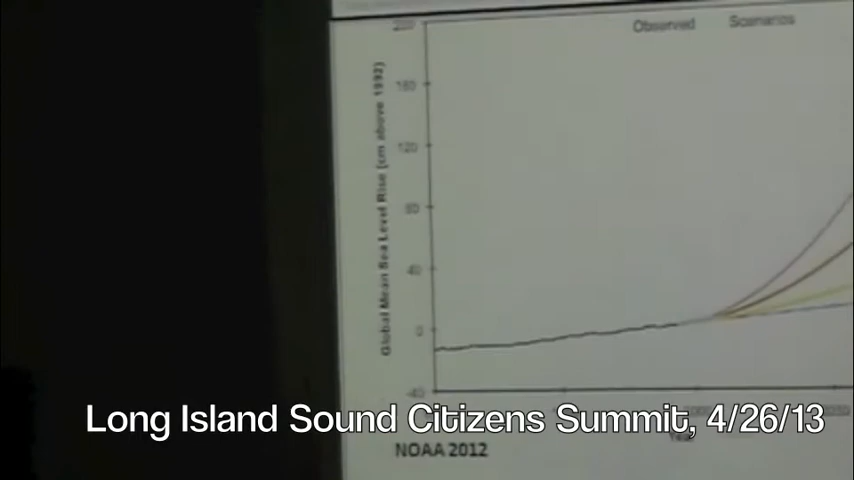 Observed Scenarios
200
160
120
80
40
0
-40
Global Mean Sea Level Rise (cm above 1992)
Year
Long Island Sound Citizens Summit, 4/26/13
NOAA 2012